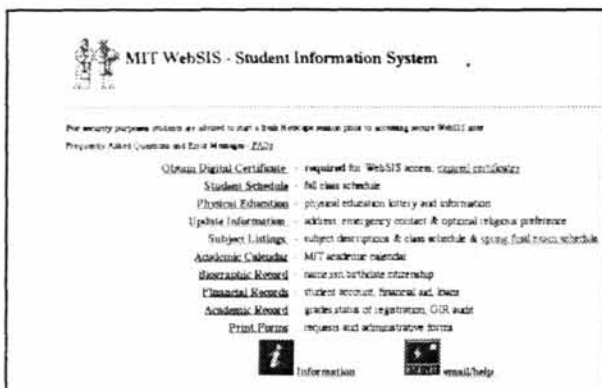 MIT WebSIS - Student Information System
For security purposes students are advised to start a fresh Netscape session prior to accessing secure WebSIS areas
Frequently Asked Questions and Error Messages - FAQs
Obtain Digital Certificate - required for WebSIS access, expired certificates
Student Schedule - full class schedule
Physical Education - physical education lottery and information
Update Information - address, emergency contact & optional religious preference
Subject Listings - subject descriptions & class schedule & spring final exam schedule
Academic Calendar - MIT academic calendar
Biographic Record - name ssn birthdate citizenship
Financial Records - student account, financial aid, loans
Academic Record - grades status of registration, GIR audit
Print Forms - requests and administrative forms
Information email/help